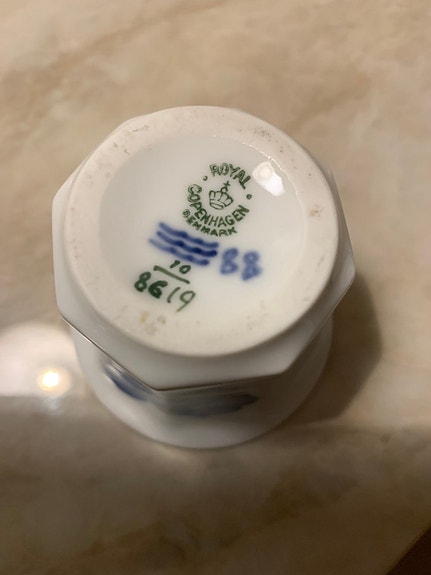 ROYAL
COPENHAGEN
DENMARK
88
10
8619